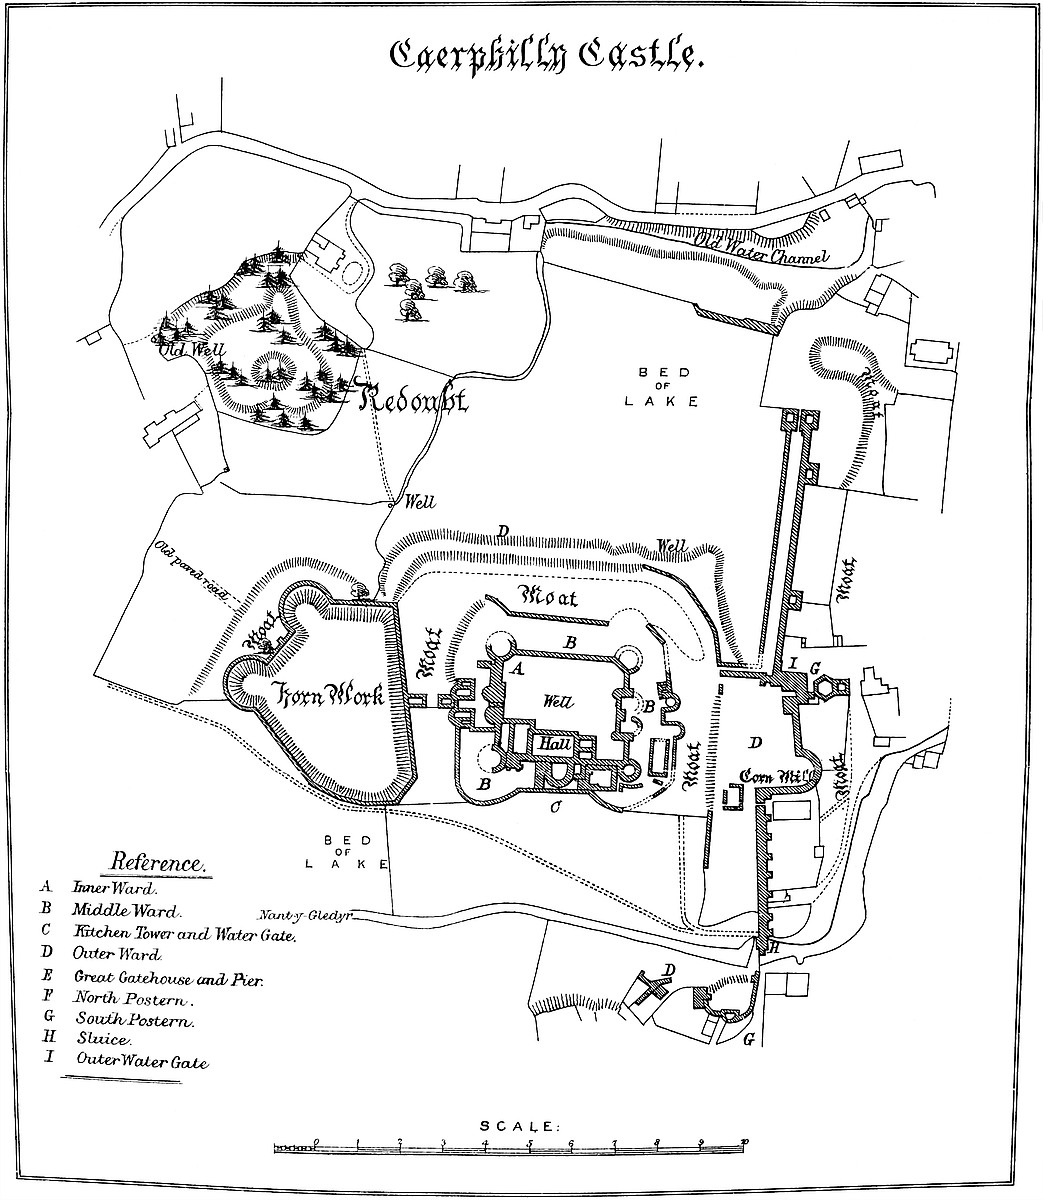 Caerphilly Castle.
Old Water Channel
Old Well
Redoubt
BED
OF
LAKE
Moat
Well
D
Well
Old paved road
Moat
Moat
Moat
Moat
B
A
I
G
Horn Work
Well
B
Hall
D
Moat
Corn Mill
Moat
B
C
BED
OF
LAKE
Reference.
A Inner Ward.
B Middle Ward.
C Kitchen Tower and Water Gate.
D Outer Ward.
E Great Gatehouse and Pier.
F North Postern.
G South Postern.
H Sluice.
I Outer Water Gate
Nant-y-Gledyr
H
D
G
SCALE:
0 1 2 3 4 5 6 7 8 9 10